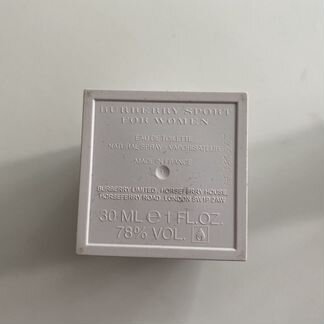 BURBERRY SPORT
FOR WOMEN
EAU DE TOILETTE
NATURAL SPRAY - VAPORISATEUR
MADE IN FRANCE
BURBERRY LIMITED, HORSEFERRY HOUSE
HORSEFERRY ROAD, LONDON SW1P 2AW
30 ML ℮ 1 FL.OZ.
78% VOL.